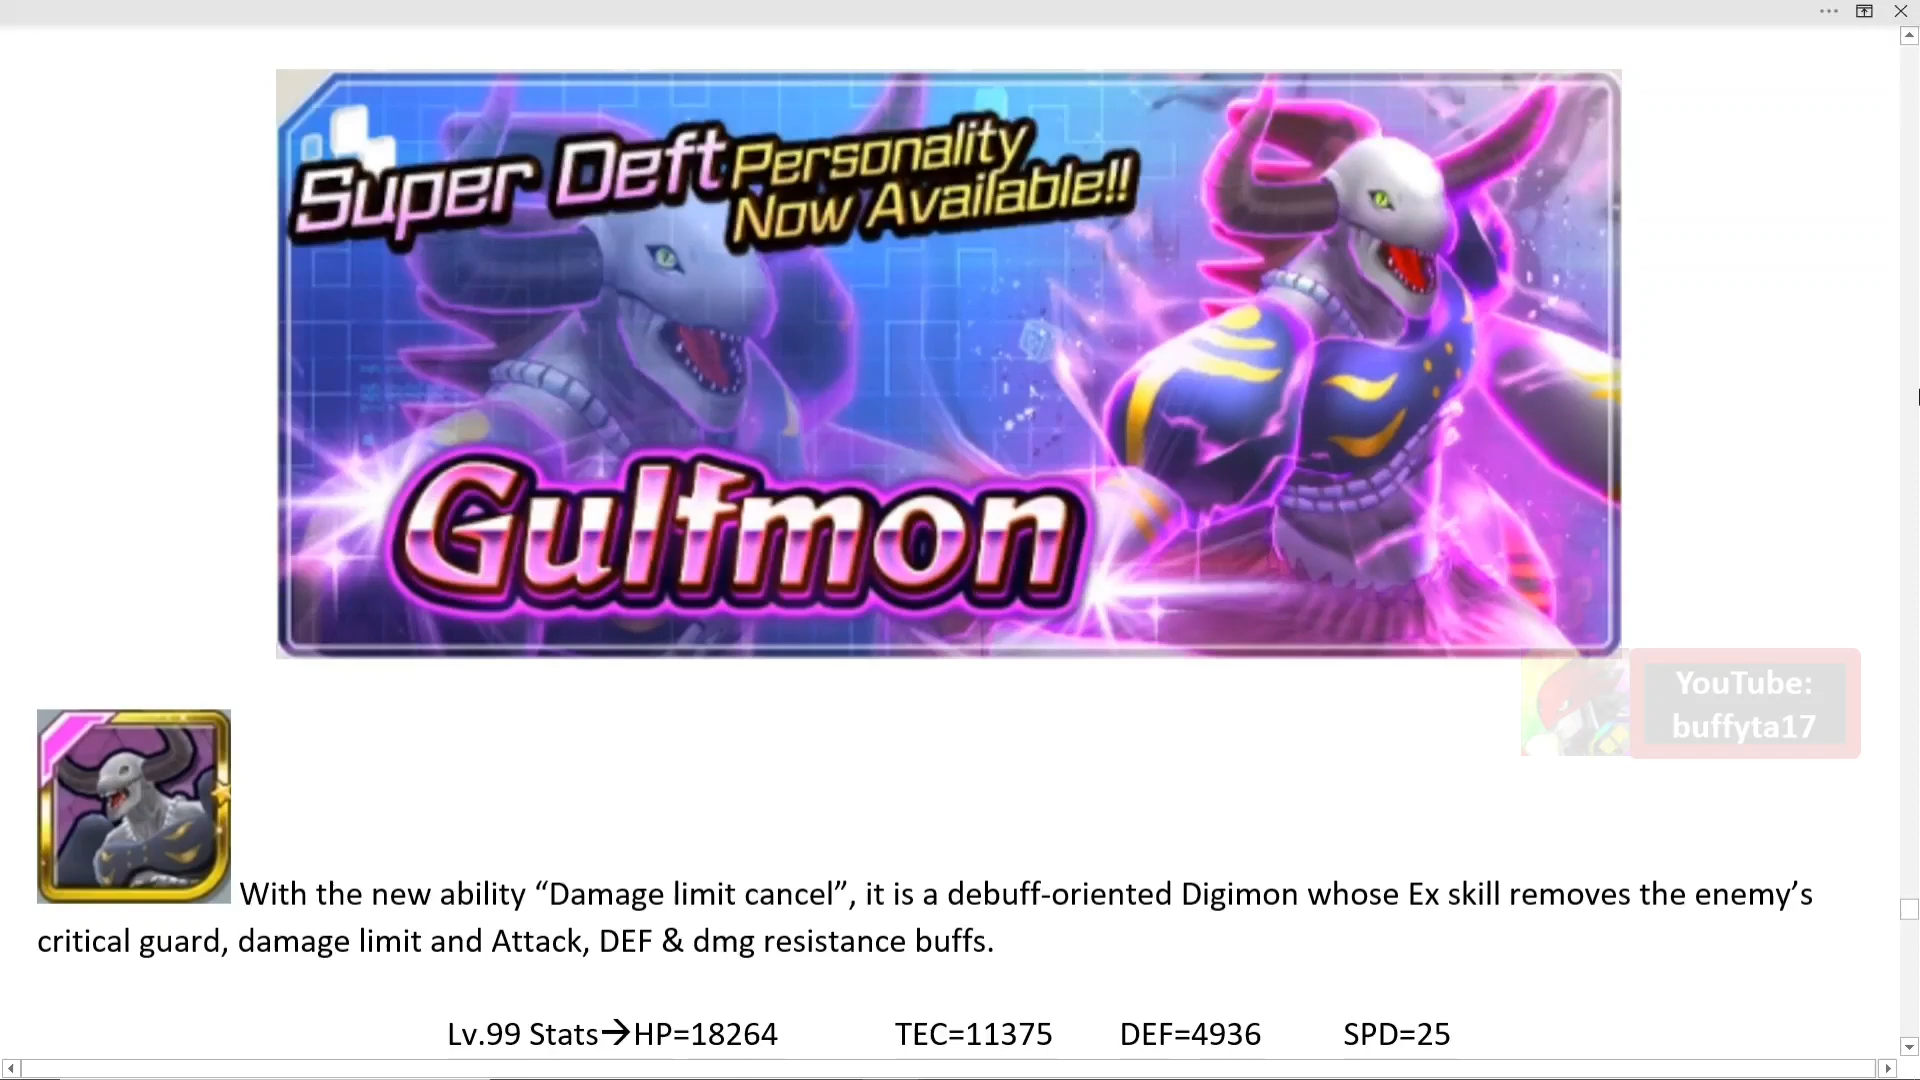 Super Deft Personality
Now Available!!
Gulfmon
YouTube:
buffyta17
With the new ability “Damage limit cancel”, it is a debuff-oriented Digimon whose Ex skill removes the enemy’s
critical guard, damage limit and Attack, DEF & dmg resistance buffs.
Lv.99 Stats→HP=18264 TEC=11375 DEF=4936 SPD=25